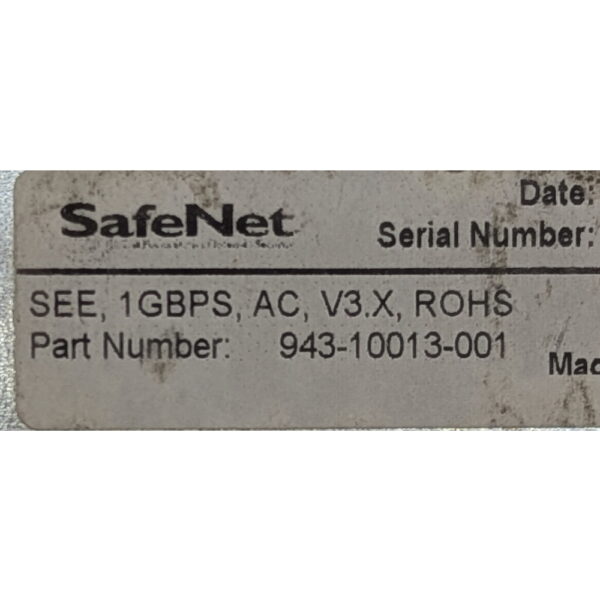 Date:
SafeNet
Serial Number:
SEE, 1GBPS, AC, V3.X, ROHS
Part Number: 943-10013-001